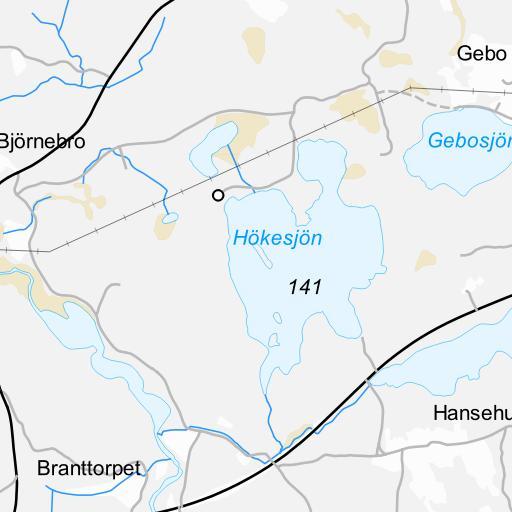 Gebo
Björnebro
Gebosjön
Hökesjön
141
Hansehu
Branttorpet